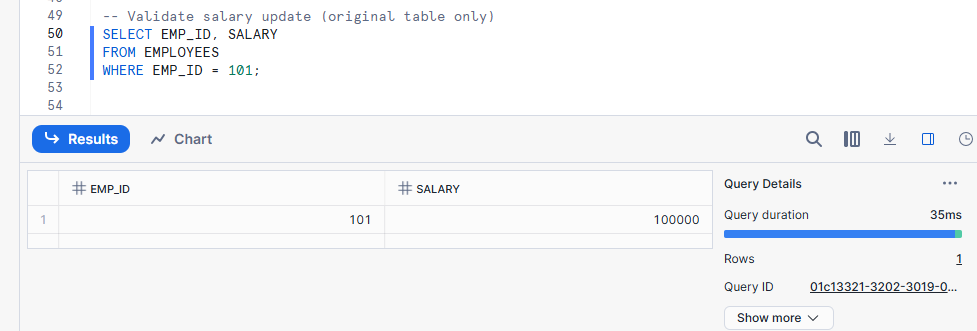 49 -- Validate salary update (original table only)
50 SELECT EMP_ID, SALARY
51 FROM EMPLOYEES
52 WHERE EMP_ID = 101;
53
54
Results Chart
EMP_ID SALARY
1 101 100000
Query Details ...
Query duration 35ms
Rows 1
Query ID 01c13321-3202-3019-0...
Show more